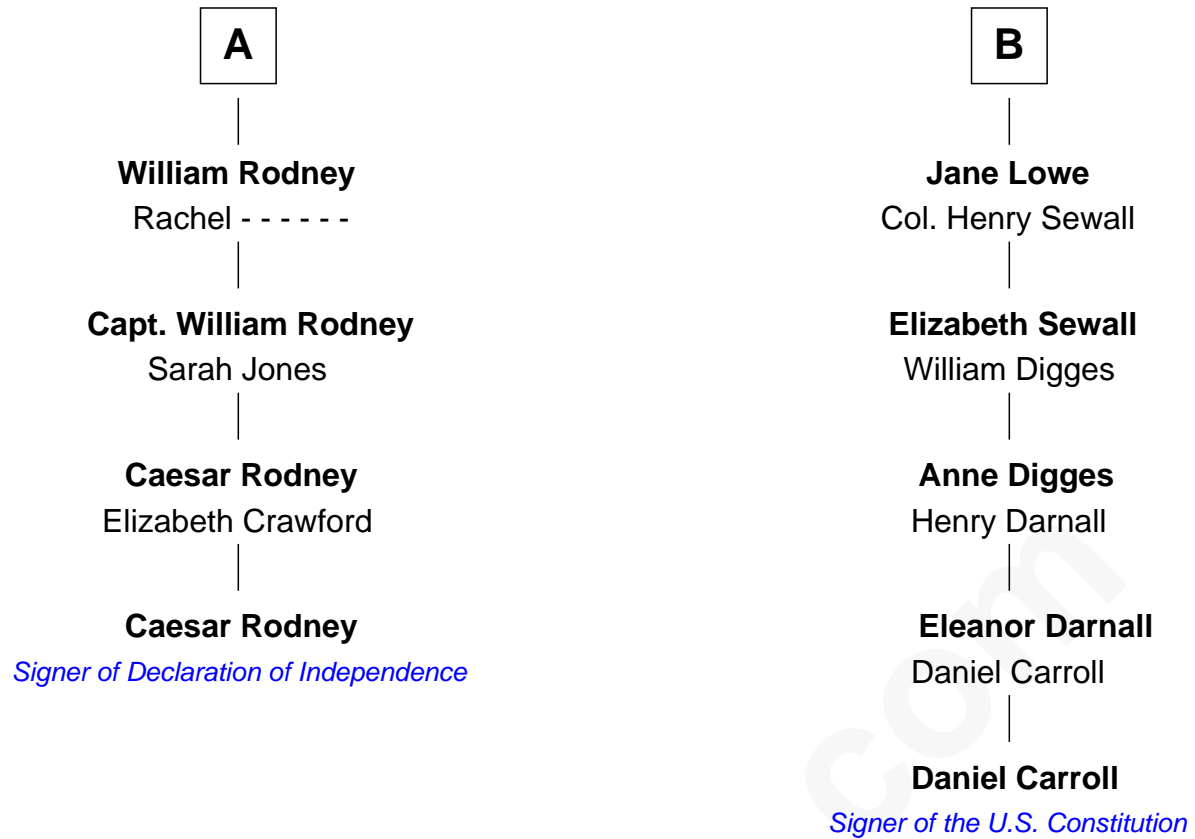 A
William Rodney
Rachel - - - - - -
Capt. William Rodney
Sarah Jones
Caesar Rodney
Elizabeth Crawford
Caesar Rodney
Signer of Declaration of Independence
B
Jane Lowe
Col. Henry Sewall
Elizabeth Sewall
William Digges
Anne Digges
Henry Darnall
Eleanor Darnall
Daniel Carroll
Daniel Carroll
Signer of the U.S. Constitution
com